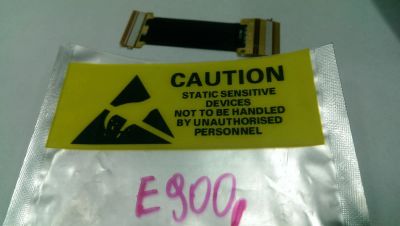 CAUTION
STATIC SENSITIVE
DEVICES
NOT TO BE HANDLED
BY UNAUTHORISED
PERSONNEL
E900